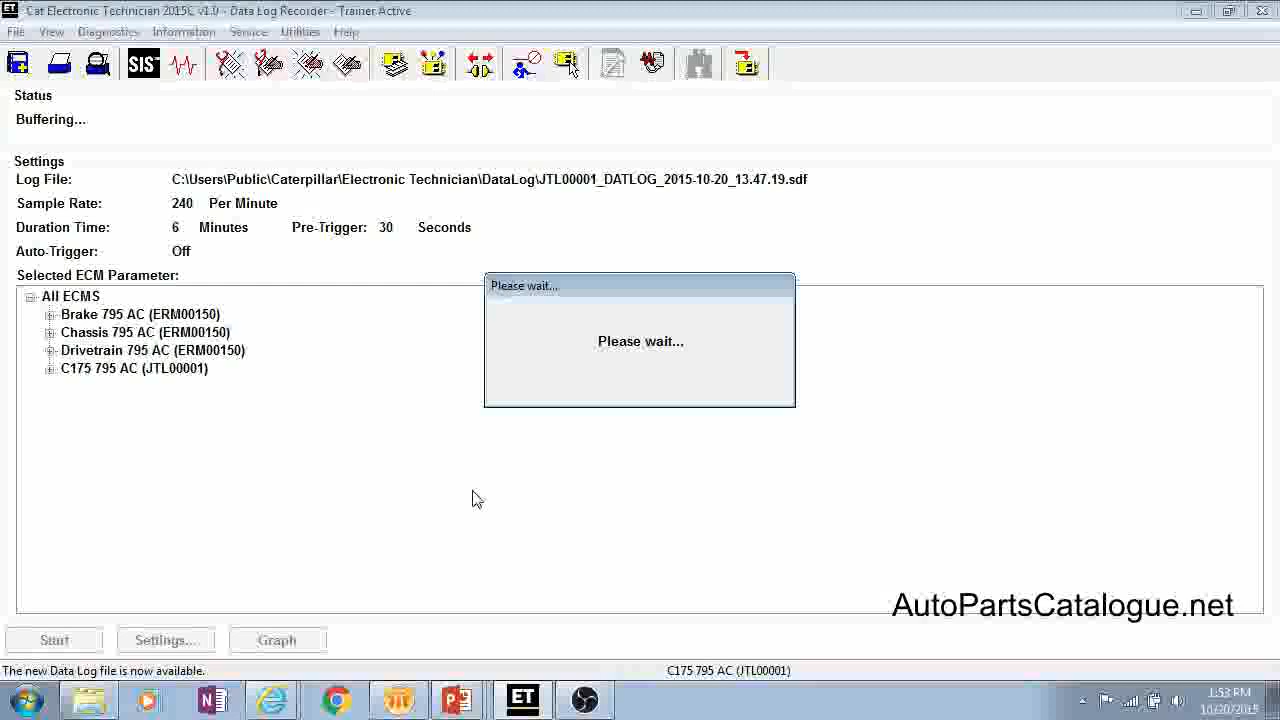 ET Cat Electronic Technician 2015C v1.0 - Data Log Recorder - Trainer Active
File View Diagnostics Information Service Utilities Help
SIS
Status
Buffering...
Settings
Log File: C:\Users\Public\Caterpillar\Electronic Technician\DataLog\JTL00001_DATLOG_2015-10-20_13.47.19.sdf
Sample Rate: 240 Per Minute
Duration Time: 6 Minutes Pre-Trigger: 30 Seconds
Auto-Trigger: Off
Selected ECM Parameter:
All ECMS
Brake 795 AC (ERM00150)
Chassis 795 AC (ERM00150)
Drivetrain 795 AC (ERM00150)
C175 795 AC (JTL00001)
Please wait...
Please wait...
AutoPartsCatalogue.net
Start Settings... Graph
The new Data Log file is now available. C175 795 AC (JTL00001)
ET
1:53 PM
10/20/2015